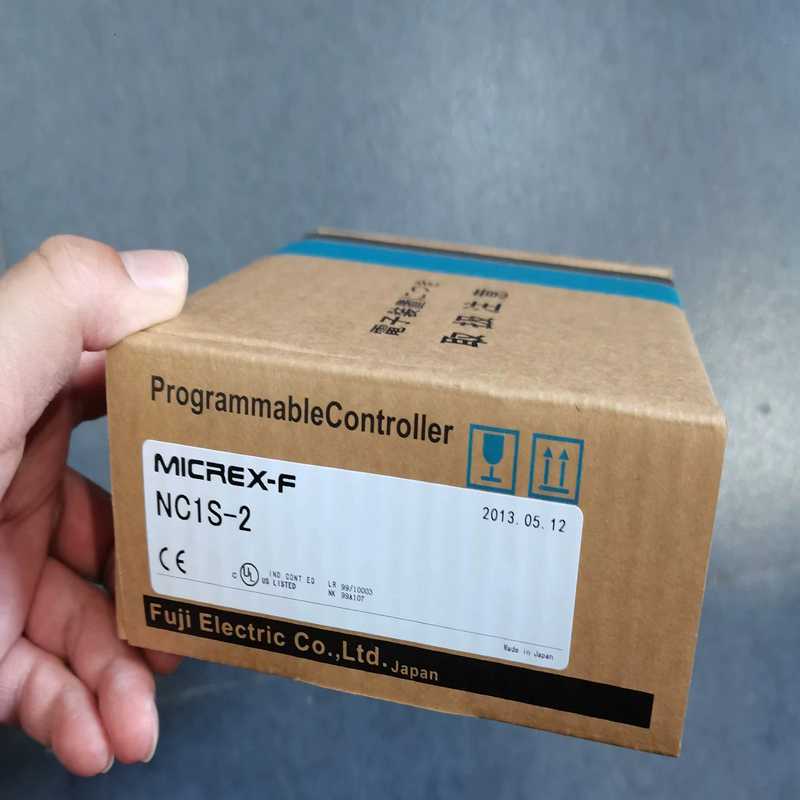 ProgrammableController
MICREX-F
NC1S-2
2013.05.12
CE
C UL US LISTED
IND CONT EQ
LR 99/10003
NK 99A107
Made in Japan
Fuji Electric Co.,Ltd. Japan